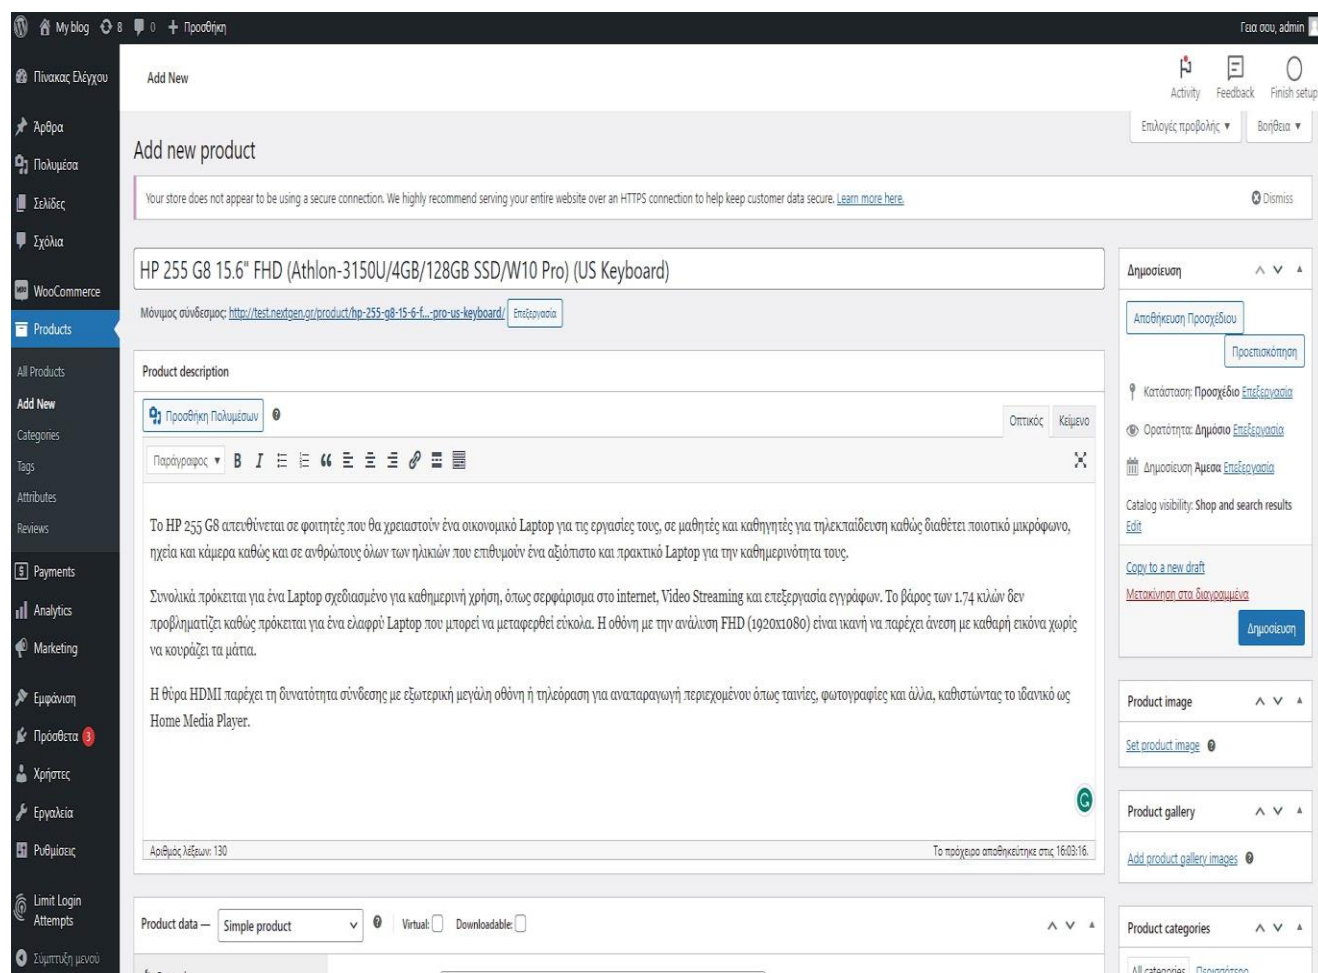 My blog 8 0 + Προσθήκη
Γεια σου, admin
Πίνακας Ελέγχου
Άρθρα
Πολυμέσα
Σελίδες
Σχόλια
WooCommerce
Products
All Products
Add New
Categories
Tags
Attributes
Reviews
Payments
Analytics
Marketing
Εμφάνιση
Πρόσθετα 3
Χρήστες
Εργαλεία
Ρυθμίσεις
Limit Login
Attempts
Σύμπτυξη μενού
Add New
Activity Feedback Finish setup
Επιλογές προβολής ▼ Βοήθεια ▼
Add new product
Your store does not appear to be using a secure connection. We highly recommend serving your entire website over an HTTPS connection to help keep customer data secure. Learn more here.
Dismiss
HP 255 G8 15.6" FHD (Athlon-3150U/4GB/128GB SSD/W10 Pro) (US Keyboard)
Μόνιμος σύνδεσμος: http://test.nextgen.gr/product/hp-255-g8-15-6-f...-pro-us-keyboard/ Επεξεργασία
Product description
Προσθήκη Πολυμέσων
Οπτικός Κείμενο
Παράγραφος ▼ B I
Το HP 255 G8 απευθύνεται σε φοιτητές που θα χρειαστούν ένα οικονομικό Laptop για τις εργασίες τους, σε μαθητές και καθηγητές για τηλεκπαίδευση καθώς διαθέτει ποιοτικό μικρόφωνο,
ηχεία και κάμερα καθώς και σε ανθρώπους όλων των ηλικιών που επιθυμούν ένα αξιόπιστο και πρακτικό Laptop για την καθημερινότητα τους.
Συνολικά πρόκειται για ένα Laptop σχεδιασμένο για καθημερινή χρήση, όπως σερφάρισμα στο internet, Video Streaming και επεξεργασία εγγράφων. Το βάρος των 1.74 κιλών δεν
προβληματίζει καθώς πρόκειται για ένα ελαφρύ Laptop που μπορεί να μεταφερθεί εύκολα. Η οθόνη με την ανάλυση FHD (1920x1080) είναι ικανή να παρέχει άνεση με καθαρή εικόνα χωρίς
να κουράζει τα μάτια.
Η θύρα HDMI παρέχει τη δυνατότητα σύνδεσης με εξωτερική μεγάλη οθόνη ή τηλεόραση για αναπαραγωγή περιεχομένου όπως ταινίες, φωτογραφίες και άλλα, καθιστώντας το ιδανικό ως
Home Media Player.
Αριθμός λέξεων: 130
Το πρόχειρο αποθηκεύτηκε στις 16:03:16.
Product data — Simple product Virtual: Downloadable:
Δημοσίευση
Αποθήκευση Προσχέδιου
Προεπισκόπηση
Κατάσταση: Προσχέδιο Επεξεργασία
Ορατότητα: Δημόσιο Επεξεργασία
Δημοσίευση Άμεσα Επεξεργασία
Catalog visibility: Shop and search results
Edit
Copy to a new draft
Μετακίνηση στα διαγραμμένα
Δημοσίευση
Product image
Set product image
Product gallery
Add product gallery images
Product categories
All categories Περισσότερο